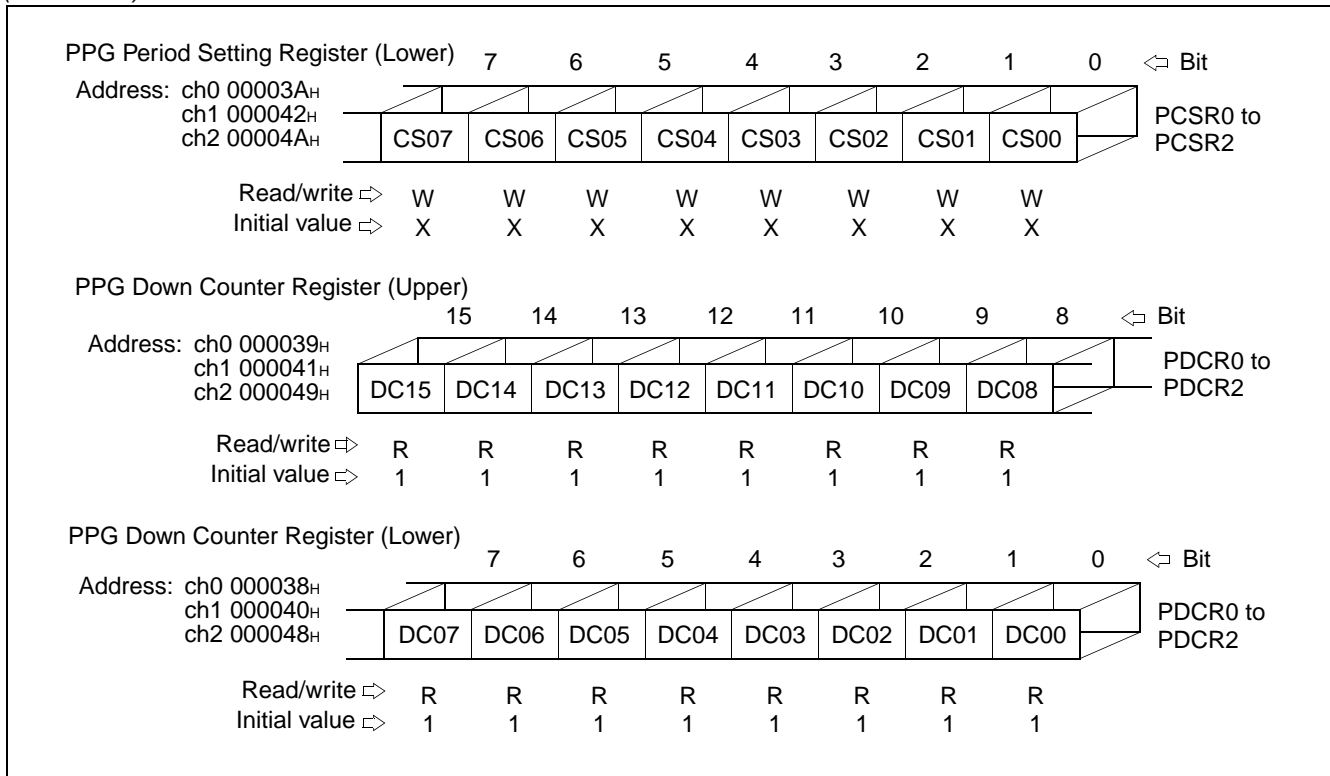 PPG Period Setting Register (Lower)
7 6 5 4 3 2 1 0 ⇦ Bit
Address: ch0 00003AH
ch1 000042H
ch2 00004AH
CS07 CS06 CS05 CS04 CS03 CS02 CS01 CS00
PCSR0 to
PCSR2
Read/write ⇨ W W W W W W W W
Initial value ⇨ X X X X X X X X
PPG Down Counter Register (Upper)
15 14 13 12 11 10 9 8 ⇦ Bit
Address: ch0 000039H
ch1 000041H
ch2 000049H
DC15 DC14 DC13 DC12 DC11 DC10 DC09 DC08
PDCR0 to
PDCR2
Read/write ⇨ R R R R R R R R
Initial value ⇨ 1 1 1 1 1 1 1 1
PPG Down Counter Register (Lower)
7 6 5 4 3 2 1 0 ⇦ Bit
Address: ch0 000038H
ch1 000040H
ch2 000048H
DC07 DC06 DC05 DC04 DC03 DC02 DC01 DC00
PDCR0 to
PDCR2
Read/write ⇨ R R R R R R R R
Initial value ⇨ 1 1 1 1 1 1 1 1